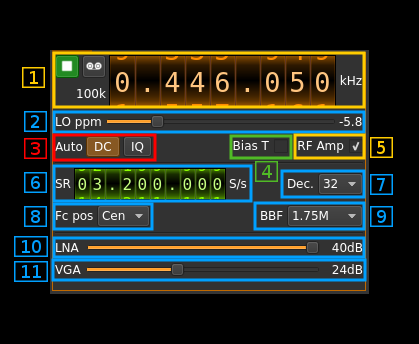 1
100k
0.446.050 kHz
2 LO ppm -5.8
3 Auto DC IQ Bias T RF Amp ✓ 5
4
6 SR 03.200.000 S/s Dec. 32 7
8 Fc pos Cen BBF 1.75M 9
10 LNA 40dB
11 VGA 24dB